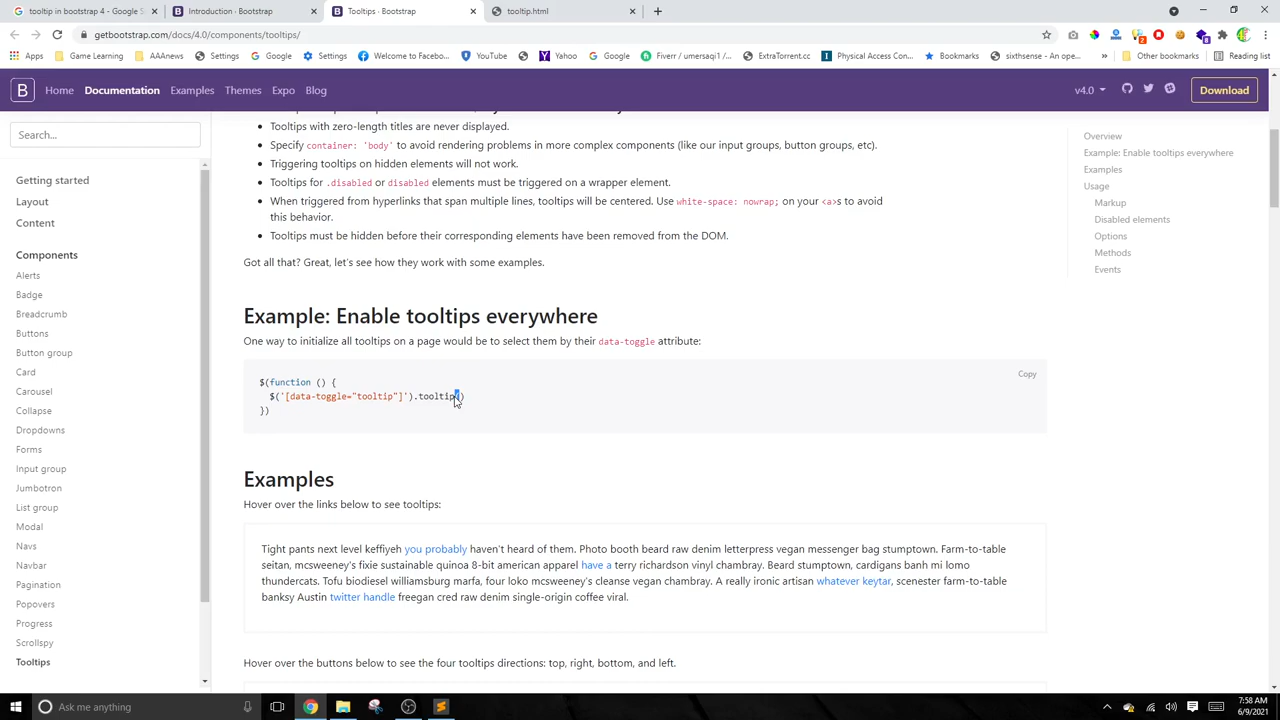 tooltip in bootstrap 4 - Google S
Introduction · Bootstrap
Tooltips · Bootstrap
tooltip.html
getbootstrap.com/docs/4.0/components/tooltips/
Apps
Game Learning
AAAnews
Settings
Google
Settings
Welcome to Facebo...
YouTube
Yahoo
Google
Fiverr / umersaqi1 /...
ExtraTorrent.cc
Physical Access Cont...
Bookmarks
sixthsense - An ope...
Other bookmarks
Reading list
B
Home
Documentation
Examples
Themes
Expo
Blog
v4.0
Download
Search...
Getting started
Layout
Content
Components
Alerts
Badge
Breadcrumb
Buttons
Button group
Card
Carousel
Collapse
Dropdowns
Forms
Input group
Jumbotron
List group
Modal
Navs
Navbar
Pagination
Popovers
Progress
Scrollspy
Tooltips
Tooltips with zero-length titles are never displayed.
Specify container: 'body' to avoid rendering problems in more complex components (like our input groups, button groups, etc).
Triggering tooltips on hidden elements will not work.
Tooltips for .disabled or disabled elements must be triggered on a wrapper element.
When triggered from hyperlinks that span multiple lines, tooltips will be centered. Use white-space: nowrap; on your <a>s to avoid
this behavior.
Tooltips must be hidden before their corresponding elements have been removed from the DOM.
Got all that? Great, let's see how they work with some examples.
Example: Enable tooltips everywhere
One way to initialize all tooltips on a page would be to select them by their data-toggle attribute:
Copy
$(function () {
$('[data-toggle="tooltip"]').tooltip()
})
Examples
Hover over the links below to see tooltips:
Tight pants next level keffiyeh you probably haven't heard of them. Photo booth beard raw denim letterpress vegan messenger bag stumptown. Farm-to-table
seitan, mcsweeney's fixie sustainable quinoa 8-bit american apparel have a terry richardson vinyl chambray. Beard stumptown, cardigans banh mi lomo
thundercats. Tofu biodiesel williamsburg marfa, four loko mcsweeney's cleanse vegan chambray. A really ironic artisan whatever keytar, scenester farm-to-table
banksy Austin twitter handle freegan cred raw denim single-origin coffee viral.
Hover over the buttons below to see the four tooltips directions: top, right, bottom, and left.
Overview
Example: Enable tooltips everywhere
Examples
Usage
Markup
Disabled elements
Options
Methods
Events
Ask me anything
7:58 AM
6/9/2021